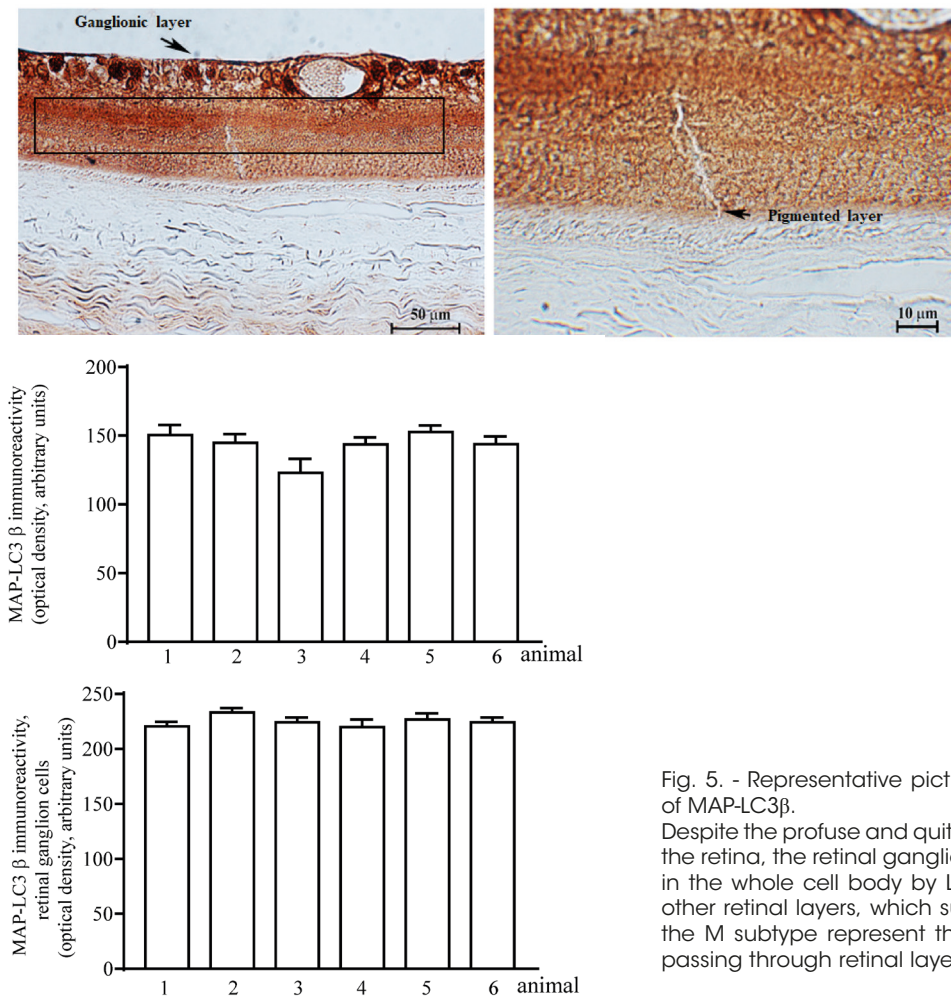 Ganglionic layer
50 µm
Pigmented layer
10 µm
MAP-LC3 β immunoreactivity
(optical density, arbitrary units)
200
150
100
50
0
1 2 3 4 5 6 animal
MAP-LC3 β immunoreactivity,
retinal ganglion cells
(optical density, arbitrary units)
250
200
150
100
50
0
1 2 3 4 5 6 animal
Fig. 5. - Representative pict
of MAP-LC3β.
Despite the profuse and quit
the retina, the retinal ganglio
in the whole cell body by L
other retinal layers, which su
the M subtype represent th
passing through retinal laye